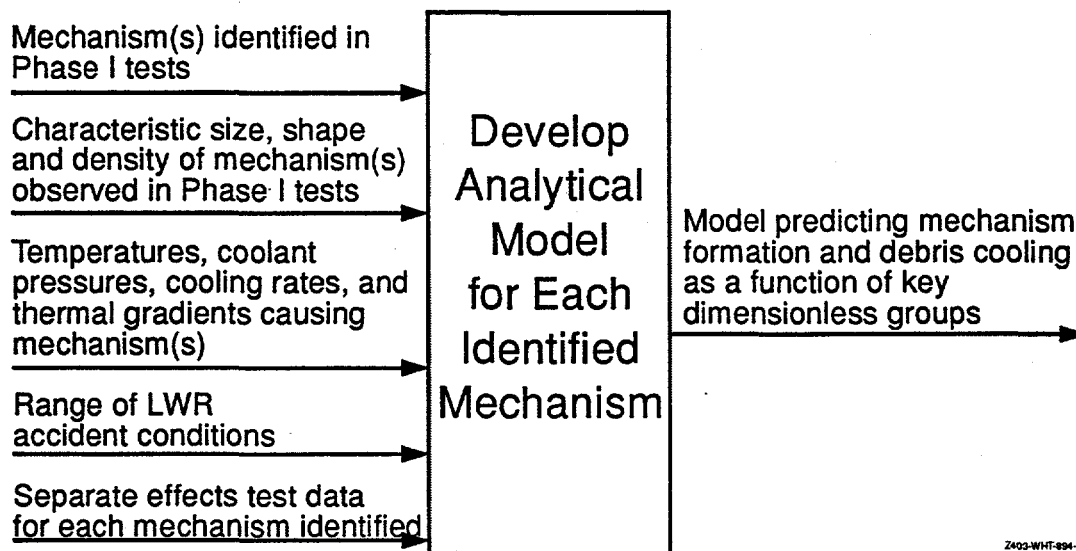 Mechanism(s) identified in
Phase I tests
Characteristic size, shape
and density of mechanism(s)
observed in Phase I tests
Temperatures, coolant
pressures, cooling rates, and
thermal gradients causing
mechanism(s)
Range of LWR
accident conditions
Separate effects test data
for each mechanism identified
Develop
Analytical
Model
for Each
Identified
Mechanism
Model predicting mechanism
formation and debris cooling
as a function of key
dimensionless groups
Z403-WHT-894-